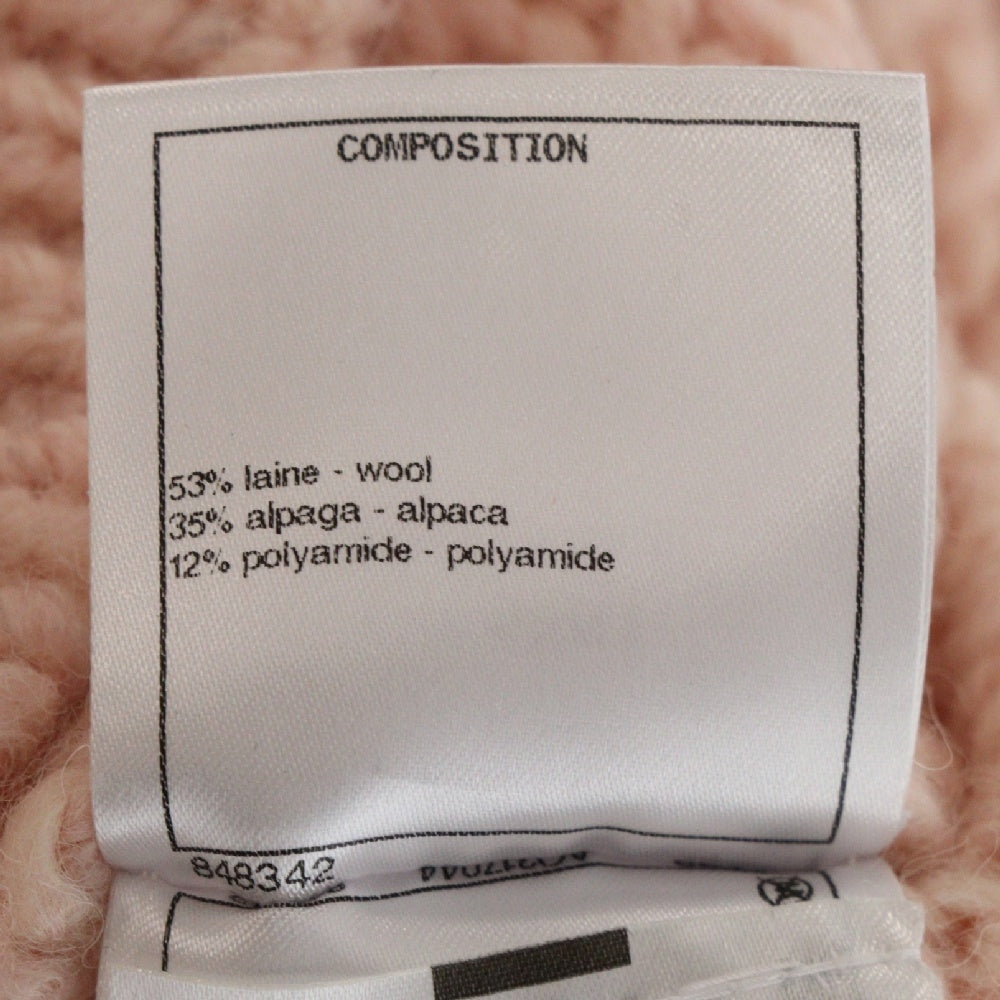 COMPOSITION
53% laine - wool
35% alpaga - alpaca
12% polyamide - polyamide
848342